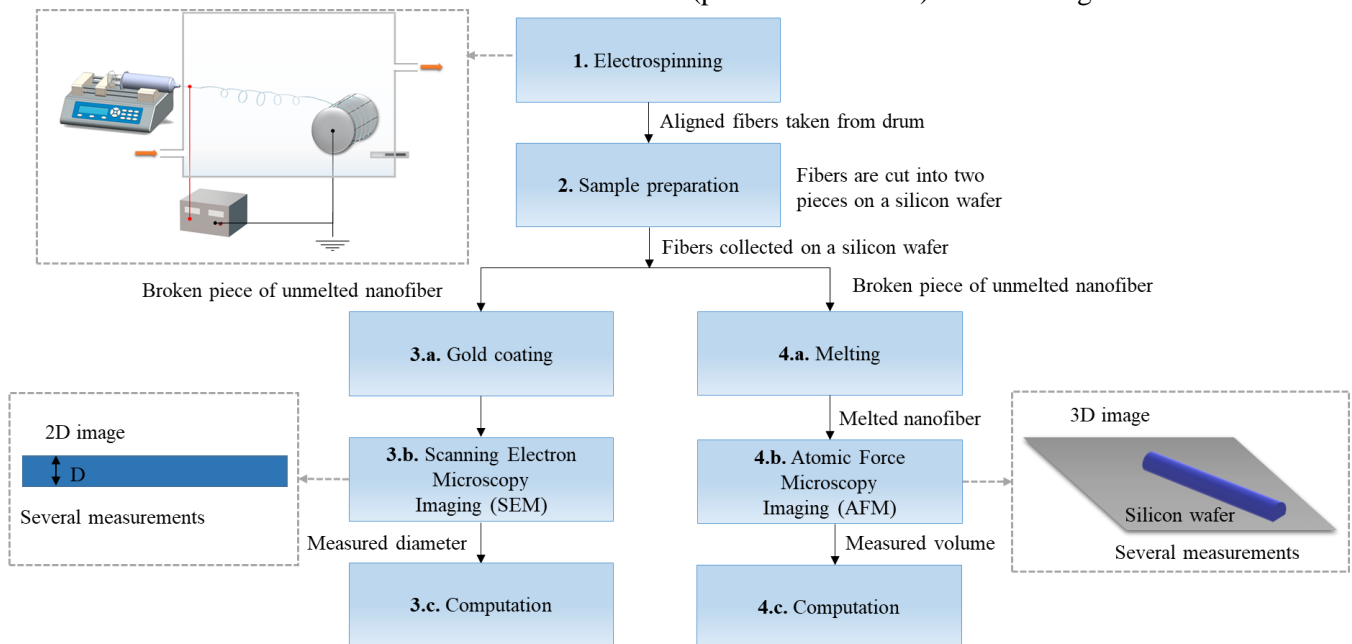 1. Electrospinning
Aligned fibers taken from drum
2. Sample preparation
Fibers are cut into two
pieces on a silicon wafer
Fibers collected on a silicon wafer
Broken piece of unmelted nanofiber
Broken piece of unmelted nanofiber
3.a. Gold coating
4.a. Melting
Melted nanofiber
2D image
D
Several measurements
3.b. Scanning Electron
Microscopy
Imaging (SEM)
4.b. Atomic Force
Microscopy
Imaging (AFM)
3D image
Silicon wafer
Several measurements
Measured diameter
Measured volume
3.c. Computation
4.c. Computation